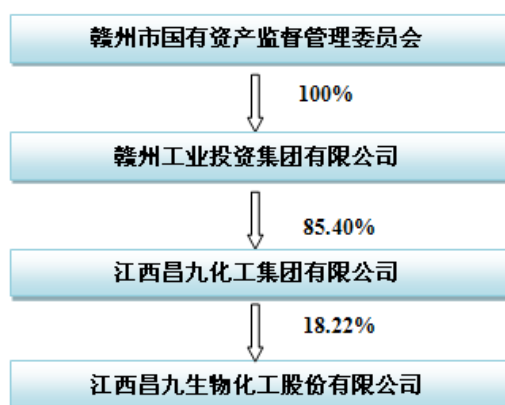 赣州市国有资产监督管理委员会
100%
赣州工业投资集团有限公司
85.40%
江西昌九化工集团有限公司
18.22%
江西昌九生物化工股份有限公司